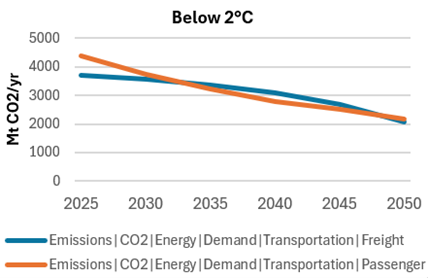 Below 2°C
Mt CO2/yr
5000
4000
3000
2000
1000
0
2025 2030 2035 2040 2045 2050
Emissions|CO2|Energy|Demand|Transportation|Freight
Emissions|CO2|Energy|Demand|Transportation|Passenger